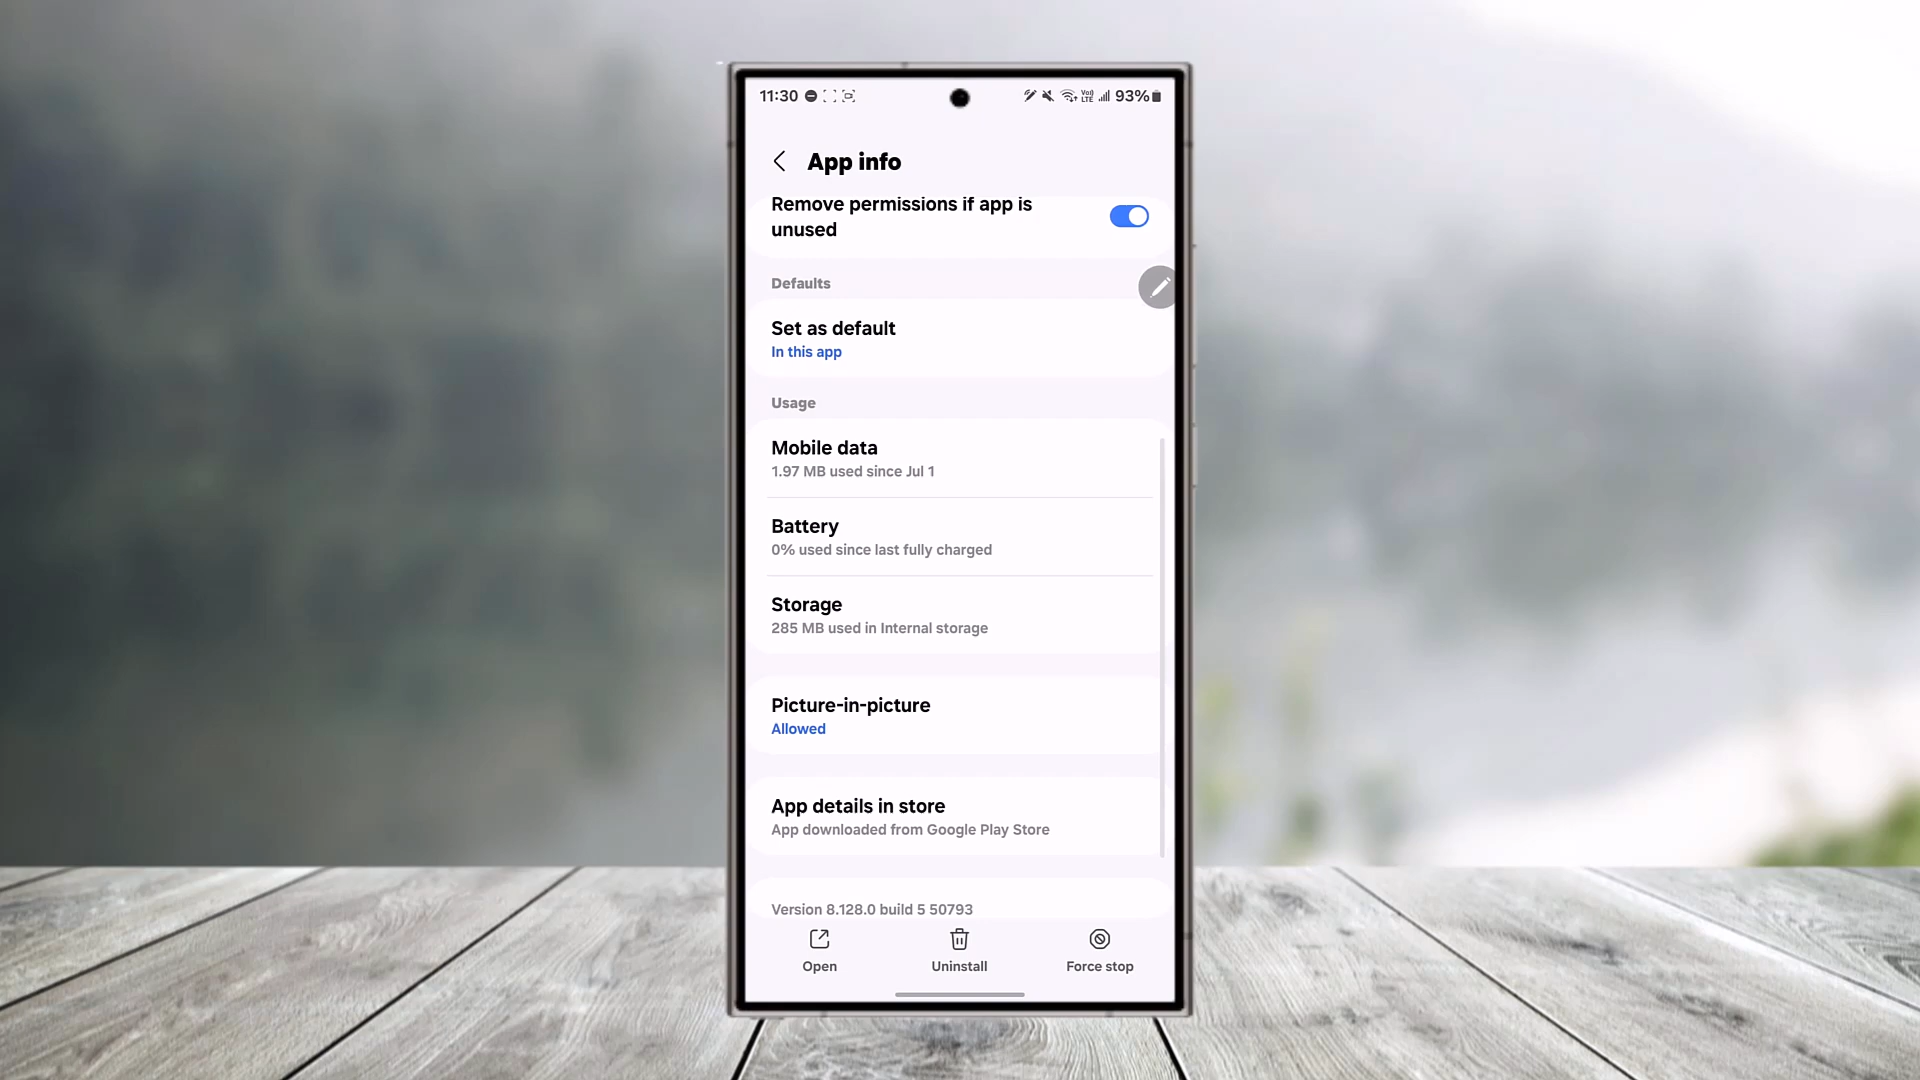 11:30
Vo) LTE
93%
App info
Remove permissions if app is
unused
Defaults
Set as default
In this app
Usage
Mobile data
1.97 MB used since Jul 1
Battery
0% used since last fully charged
Storage
285 MB used in Internal storage
Picture-in-picture
Allowed
App details in store
App downloaded from Google Play Store
Version 8.128.0 build 5 50793
Open
Uninstall
Force stop